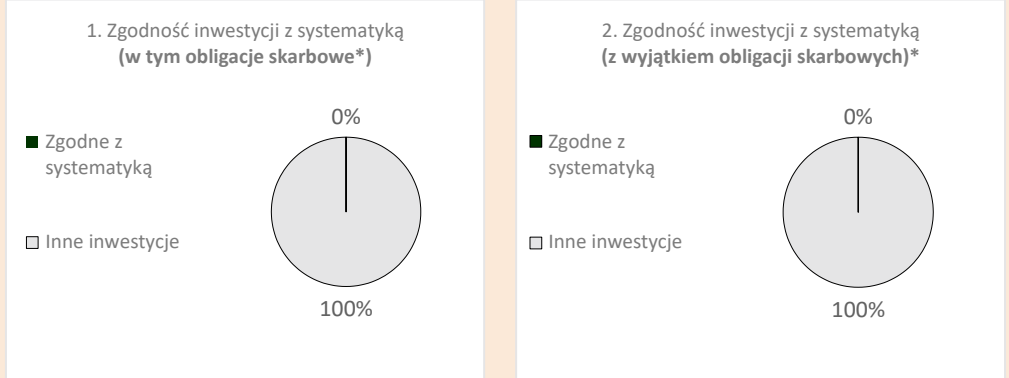 1. Zgodność inwestycji z systematyką
(w tym obligacje skarbowe*)
0%
Zgodne z
systematyką
Inne inwestycje
100%
2. Zgodność inwestycji z systematyką
(z wyjątkiem obligacji skarbowych)*
0%
Zgodne z
systematyką
Inne inwestycje
100%